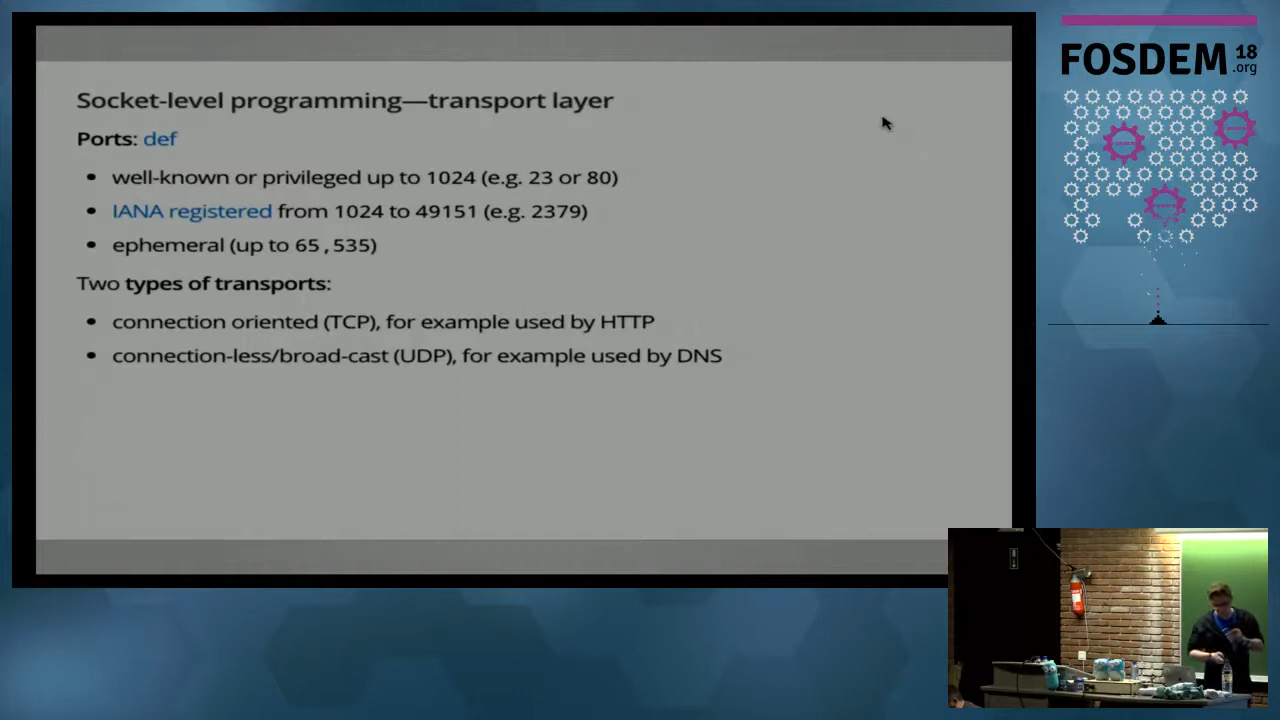 Socket-level programming—transport layer
Ports: def
• well-known or privileged up to 1024 (e.g. 23 or 80)
• IANA registered from 1024 to 49151 (e.g. 2379)
• ephemeral (up to 65,535)
Two types of transports:
• connection oriented (TCP), for example used by HTTP
• connection-less/broad-cast (UDP), for example used by DNS
FOSDEM 18
.org